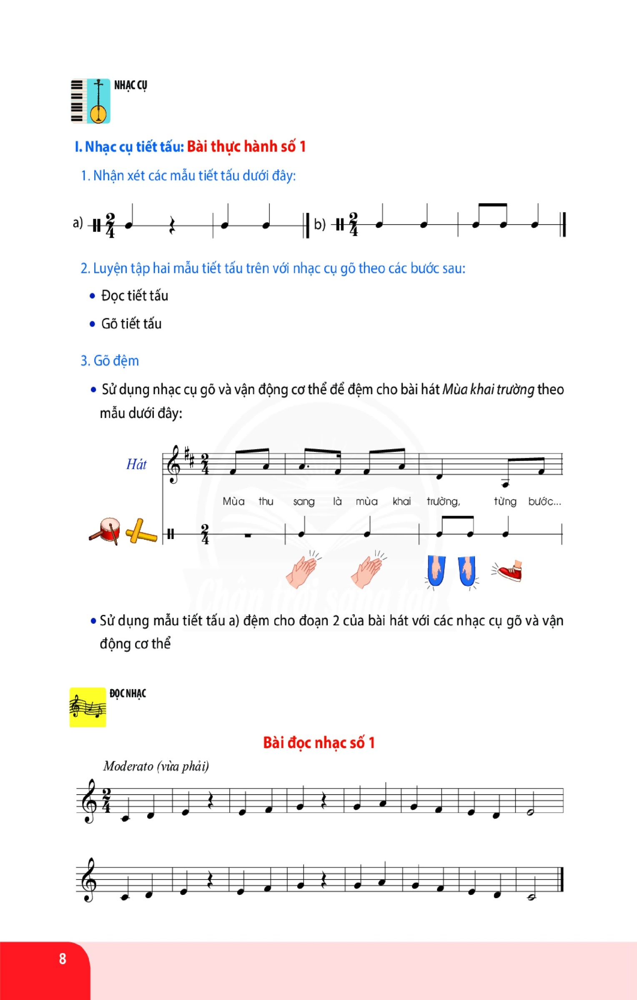 NHẠC CỤ
I. Nhạc cụ tiết tấu: Bài thực hành số 1
1. Nhận xét các mẫu tiết tấu dưới đây:
a) 2 4 b) 2 4
2. Luyện tập hai mẫu tiết tấu trên với nhạc cụ gõ theo các bước sau:
• Đọc tiết tấu
• Gõ tiết tấu
3. Gõ đệm
• Sử dụng nhạc cụ gõ và vận động cơ thể để đệm cho bài hát Mùa khai trường theo
mẫu dưới đây:
Hát 2 4
Mùa thu sang là mùa khai trường, từng bước...
2 4
Chân trời sáng tạo
• Sử dụng mẫu tiết tấu a) đệm cho đoạn 2 của bài hát với các nhạc cụ gõ và vận
động cơ thể
ĐỌC NHẠC
Bài đọc nhạc số 1
Moderato (vừa phải)
2 4
8